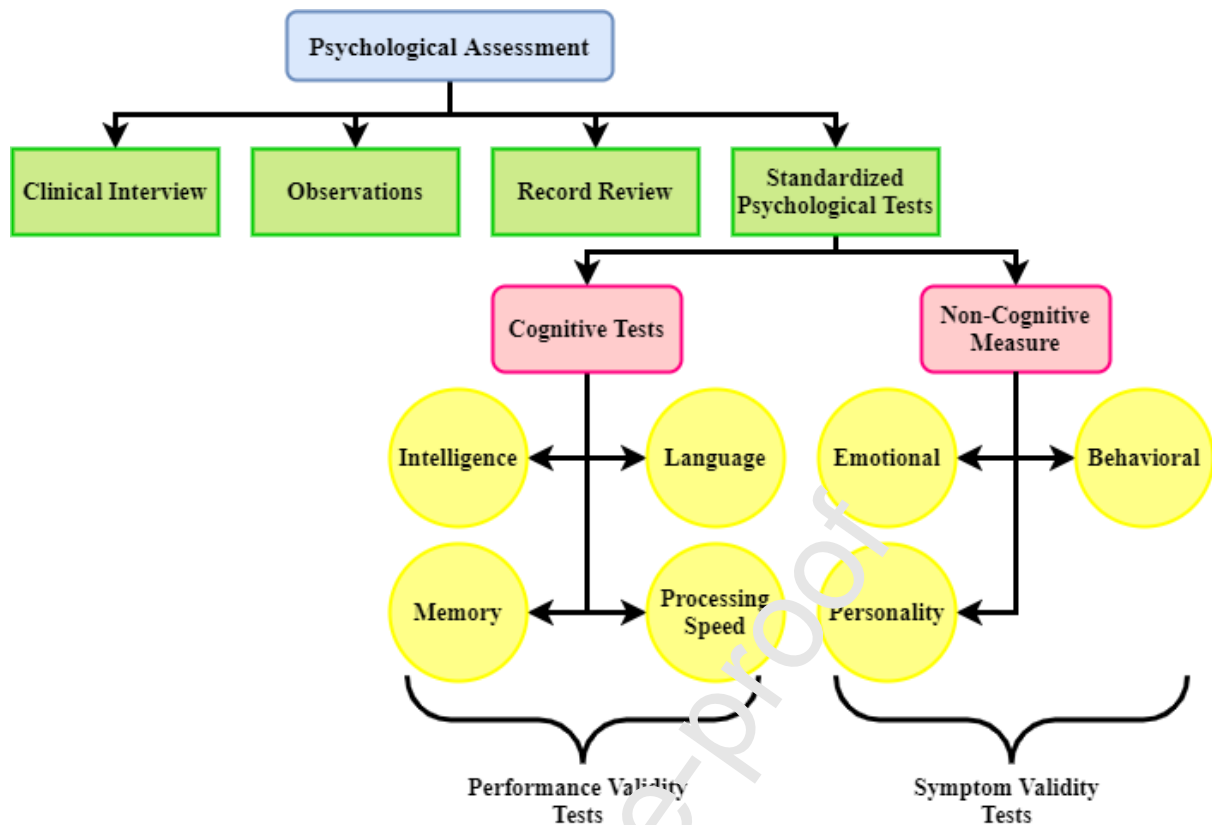 Psychological Assessment
Clinical Interview
Observations
Record Review
Standardized
Psychological Tests
Cognitive Tests
Non-Cognitive
Measure
Intelligence
Language
Emotional
Behavioral
Memory
Processing
Speed
Personality
e-proof
Performance Validity
Tests
Symptom Validity
Tests